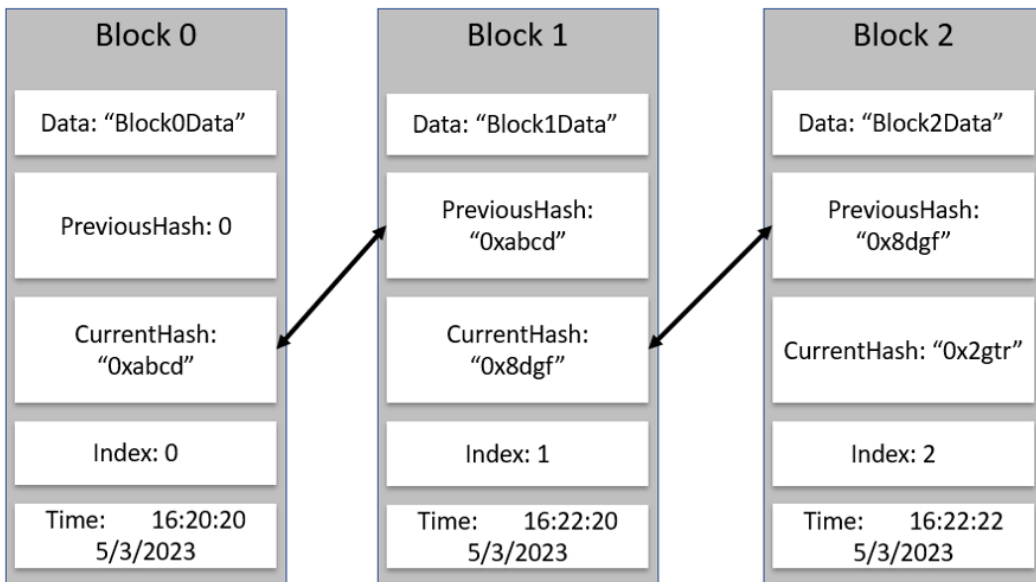 Block 0
Data: “Block0Data”
PreviousHash: 0
CurrentHash:
“0xabcd”
Index: 0
Time: 16:20:20
5/3/2023
Block 1
Data: “Block1Data”
PreviousHash:
“0xabcd”
CurrentHash:
“0x8dgf”
Index: 1
Time: 16:22:20
5/3/2023
Block 2
Data: “Block2Data”
PreviousHash:
“0x8dgf”
CurrentHash: “0x2gtr”
Index: 2
Time: 16:22:22
5/3/2023